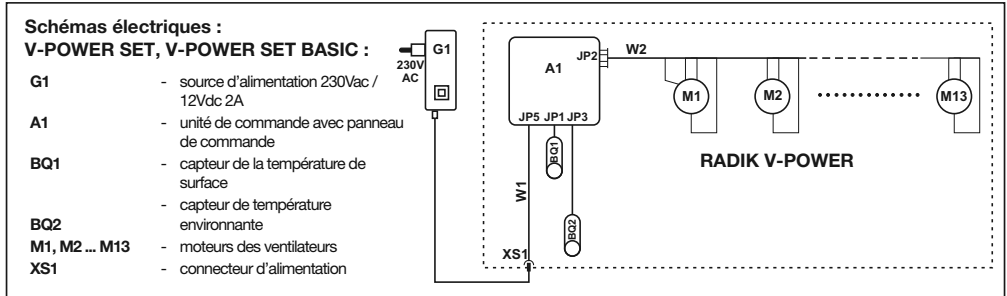 Schémas électriques :
V-POWER SET, V-POWER SET BASIC :
G1 - source d'alimentation 230Vac /
12Vdc 2A
A1 - unité de commande avec panneau
de commande
BQ1 - capteur de la température de
surface
- capteur de température
BQ2 environnante
M1, M2 ... M13 - moteurs des ventilateurs
XS1 - connecteur d'alimentation
G1
230V
AC
A1
JP2
W2
JP5 JP1 JP3
M1
M2
M13
BQ1
BQ2
W1
XS1
RADIK V-POWER